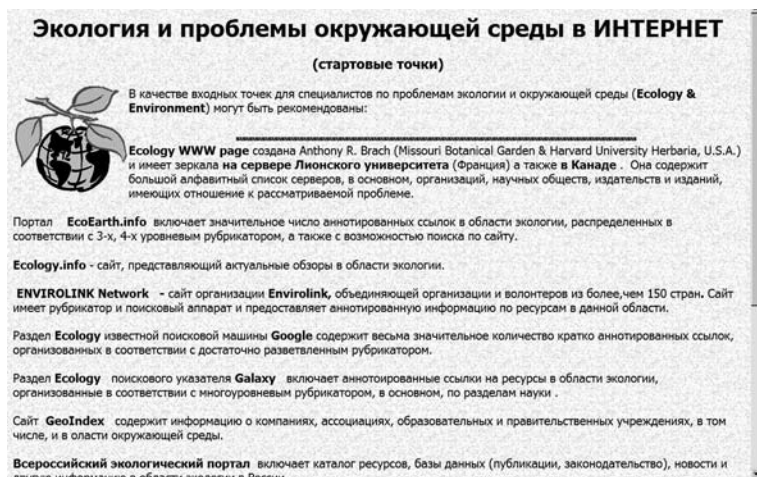 Экология и проблемы окружающей среды в ИНТЕРНЕТ
(стартовые точки)
В качестве входных точек для специалистов по проблемам экологии и окружающей среды (Ecology &
Environment) могут быть рекомендованы:
Ecology WWW page создана Anthony R. Brach (Missouri Botanical Garden & Harvard University Herbaria, U.S.A.)
и имеет зеркала на сервере Лионского университета (Франция) а также в Канаде . Она содержит
большой алфавитный список серверов, в основном, организаций, научных обществ, издательств и изданий,
имеющих отношение к рассматриваемой проблеме.
Портал EcoEarth.info включает значительное число аннотированных ссылок в области экологии, распределенных в
соответствии с 3-х, 4-х уровневым рубрикатором, а также с возможностью поиска по сайту.
Ecology.info - сайт, представляющий актуальные обзоры в области экологии.
ENVIROLINK Network - сайт организации Envirolink, объединяющей организации и волонтеров из более,чем 150 стран. Сайт
имеет рубрикатор и поисковый аппарат и предоставляет аннотированную информацию по ресурсам в данной области.
Раздел Ecology известной поисковой машины Google содержит весьма значительное количество кратко аннотированных ссылок,
организованных в соответствии с достаточно разветвленным рубрикатором.
Раздел Ecology поискового указателя Galaxy включает аннотоированные ссылки на ресурсы в области экологии,
организованные в соответствии с многоуровневым рубрикатором, в основном, по разделам науки .
Сайт GeoIndex содержит информацию о компаниях, ассоциациях, образовательных и правительственных учреждениях, в том
числе, и в оласти окружающей среды.
Всероссийский экологический портал включает каталог ресурсов, базы данных (публикации, законодательство), новости и
другую информацию в области экологии в России